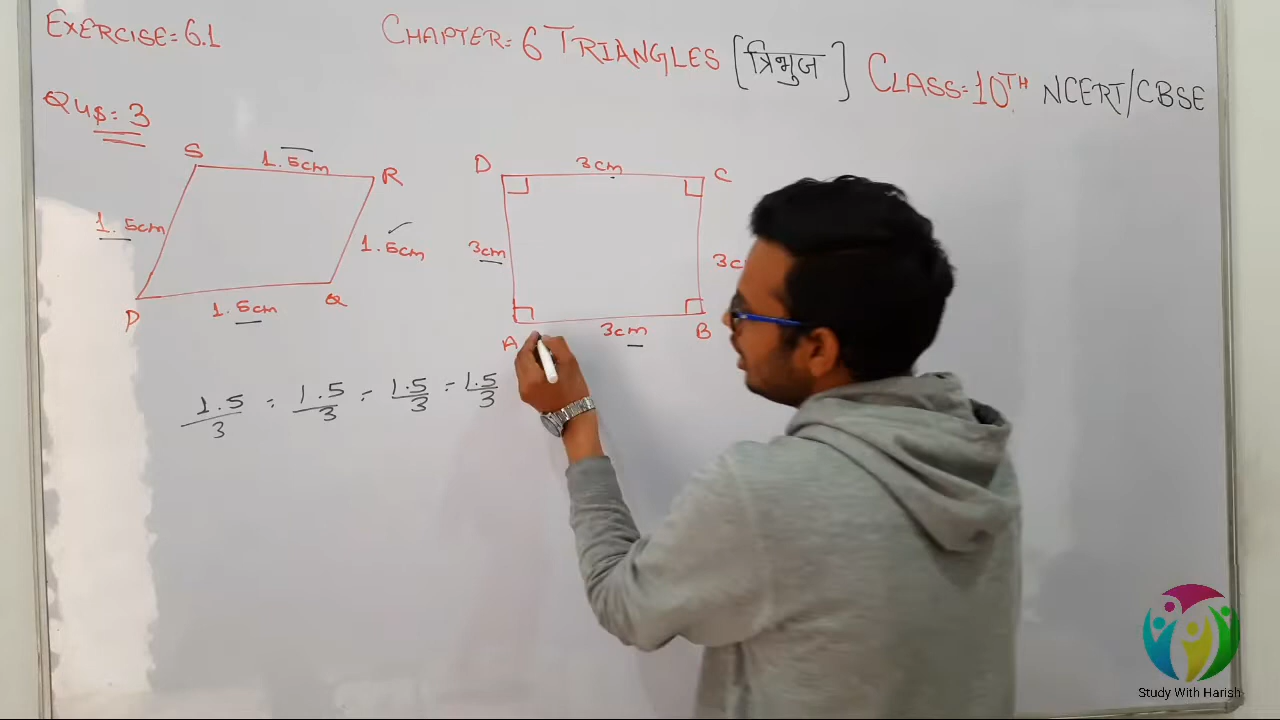 EXERCISE=6.1
CHAPTER=6 TRIANGLES [त्रिभुज] CLASS=10TH NCERT/CBSE
QUS=3
S 1.5cm R
1.5cm 1.5cm
P 1.5cm Q
D 3cm C
3cm 3c
A 3cm B
1.5/3 = 1.5/3 = 1.5/3 = 1.5/3
Study With Harish